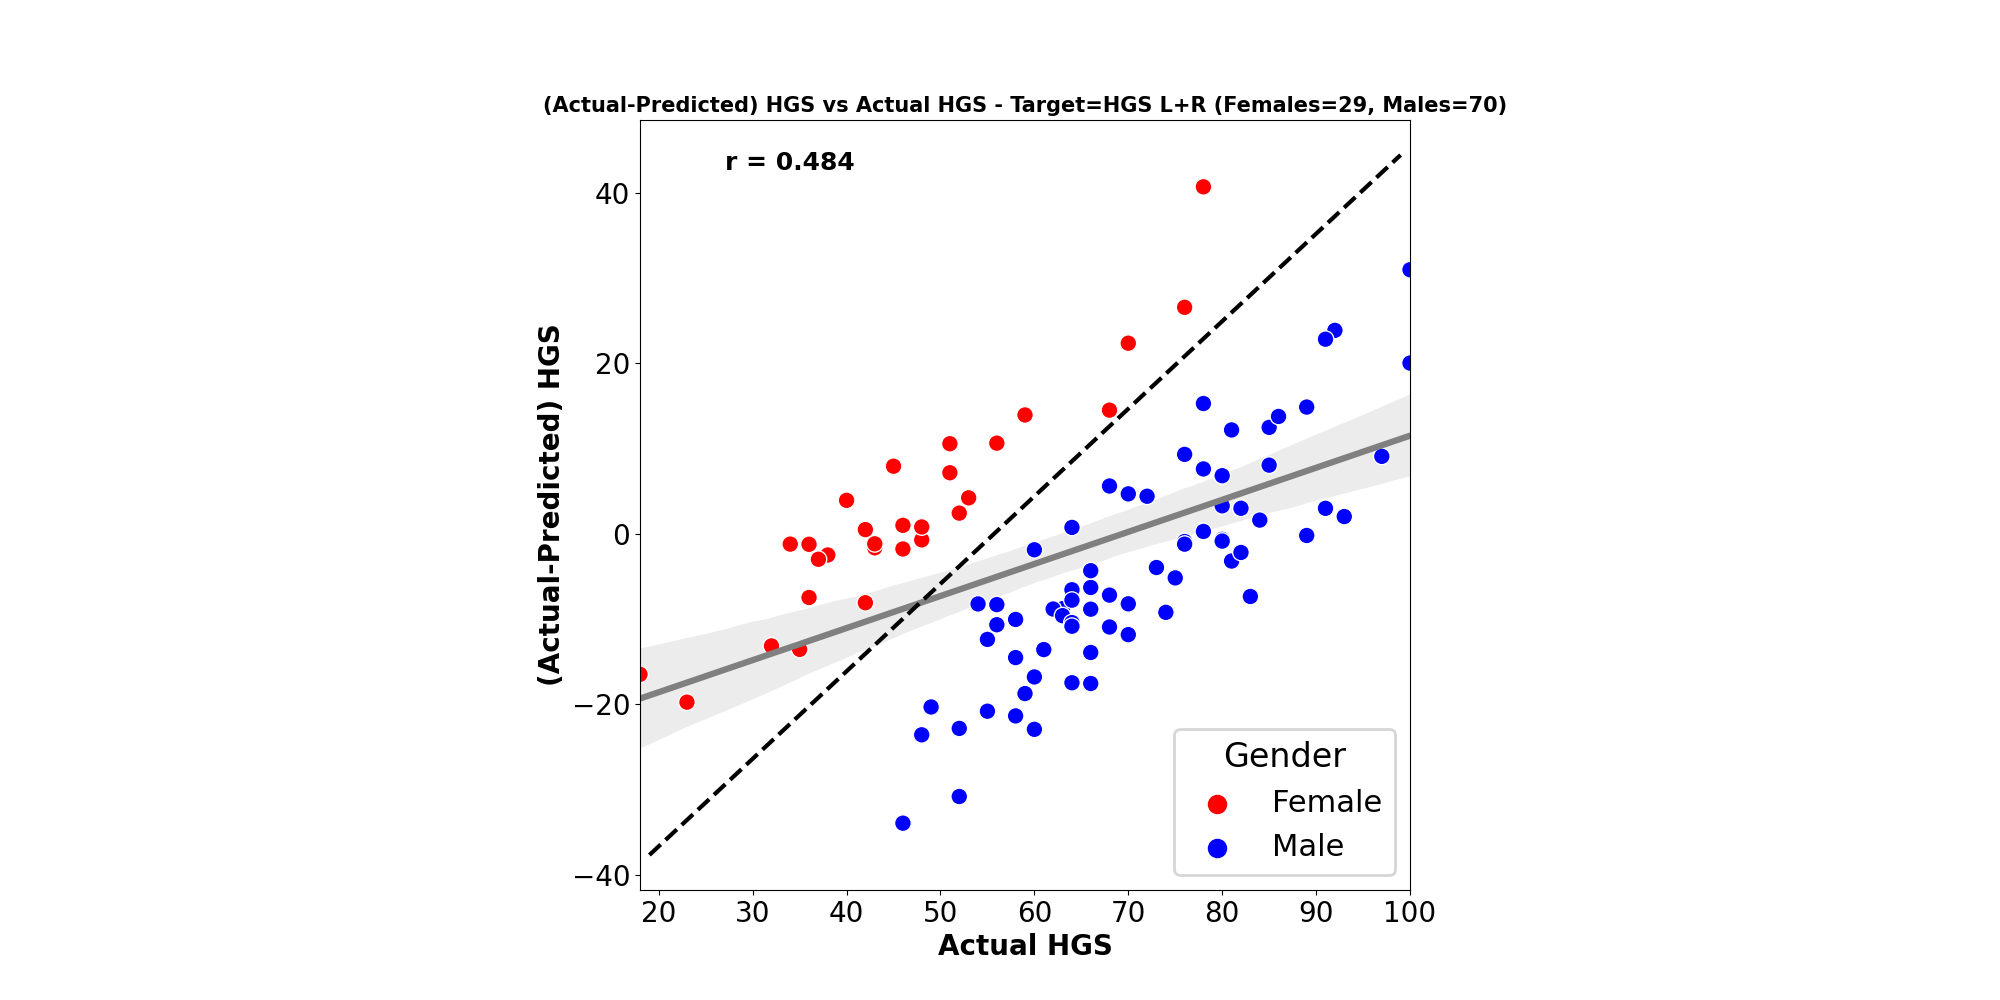 (Actual-Predicted) HGS vs Actual HGS - Target=HGS L+R (Females=29, Males=70)
r = 0.484
40
20
0
−20
−40
(Actual-Predicted) HGS
Gender
Female
Male
20 30 40 50 60 70 80 90 100
Actual HGS